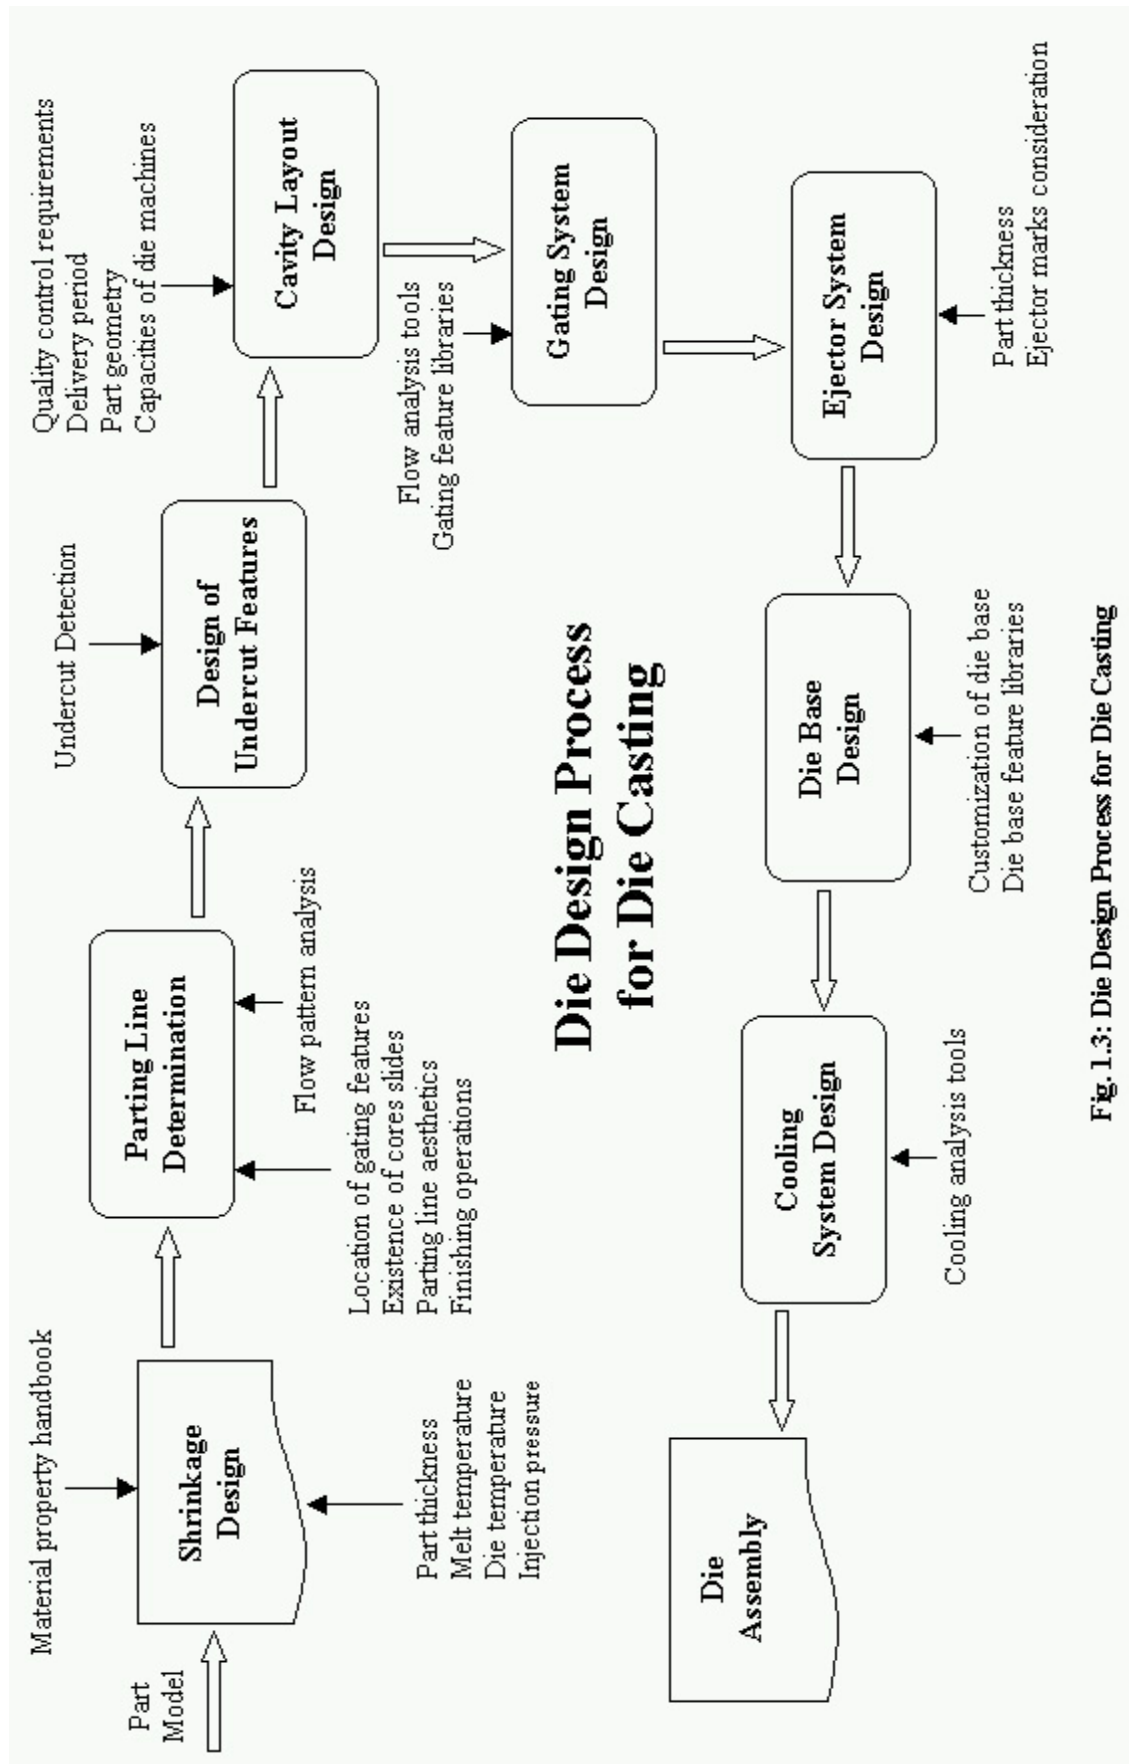 Part
Model
Material property handbook
Shrinkage
Design
Part thickness
Melt temperature
Die temperature
Injection pressure
Parting Line
Determination
Location of gating features
Existence of cores slides
Parting line aesthetics
Finishing operations
Flow pattern analysis
Undercut Detection
Design of
Undercut Features
Quality control requirements
Delivery period
Part geometry
Capacities of die machines
Cavity Layout
Design
Flow analysis tools
Gating feature libraries
Gating System
Design
Ejector System
Design
Part thickness
Ejector marks consideration
Die Design Process
for Die Casting
Die Base
Design
Customization of die base
Die base feature libraries
Cooling
System Design
Cooling analysis tools
Die
Assembly
Fig. 1.3: Die Design Process for Die Casting